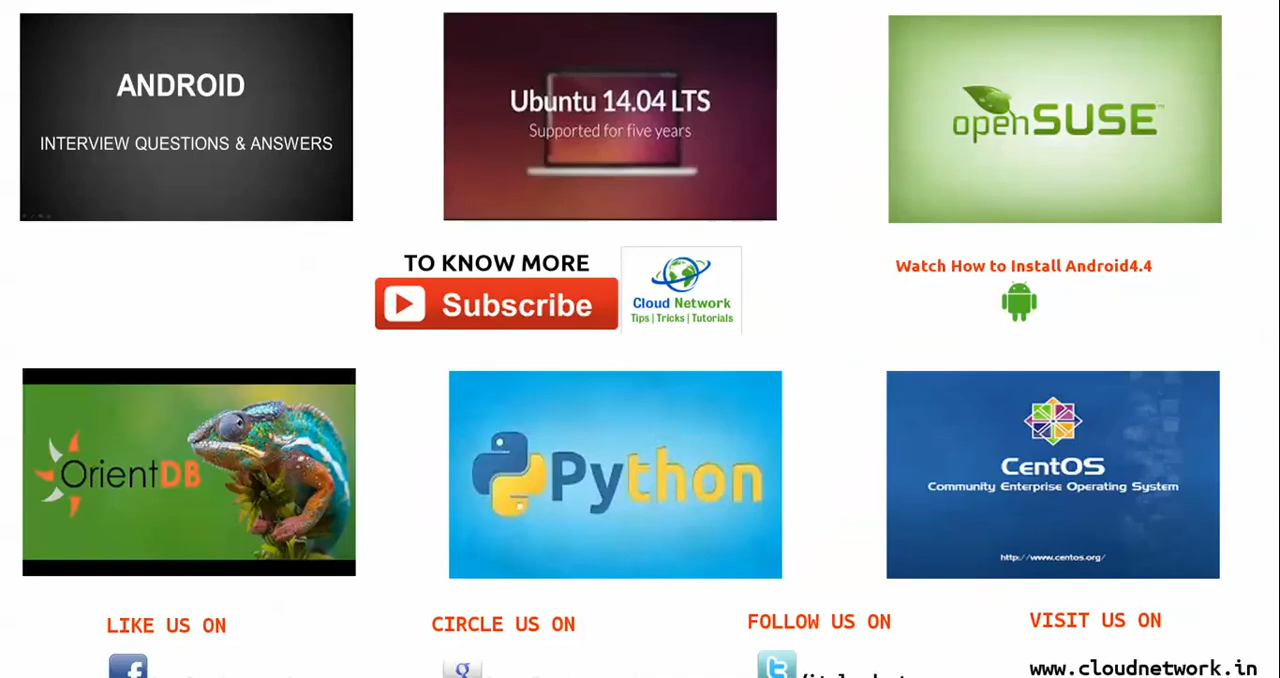 ANDROID
INTERVIEW QUESTIONS & ANSWERS
Ubuntu 14.04 LTS
Supported for five years
openSUSE
TO KNOW MORE
Subscribe
Cloud Network
Tips | Tricks | Tutorials
Watch How to Install Android4.4
OrientDB
Python
CentOS
Community Enterprise Operating System
http://www.centos.org/
LIKE US ON
CIRCLE US ON
FOLLOW US ON
VISIT US ON
f
g
t
www.cloudnetwork.in